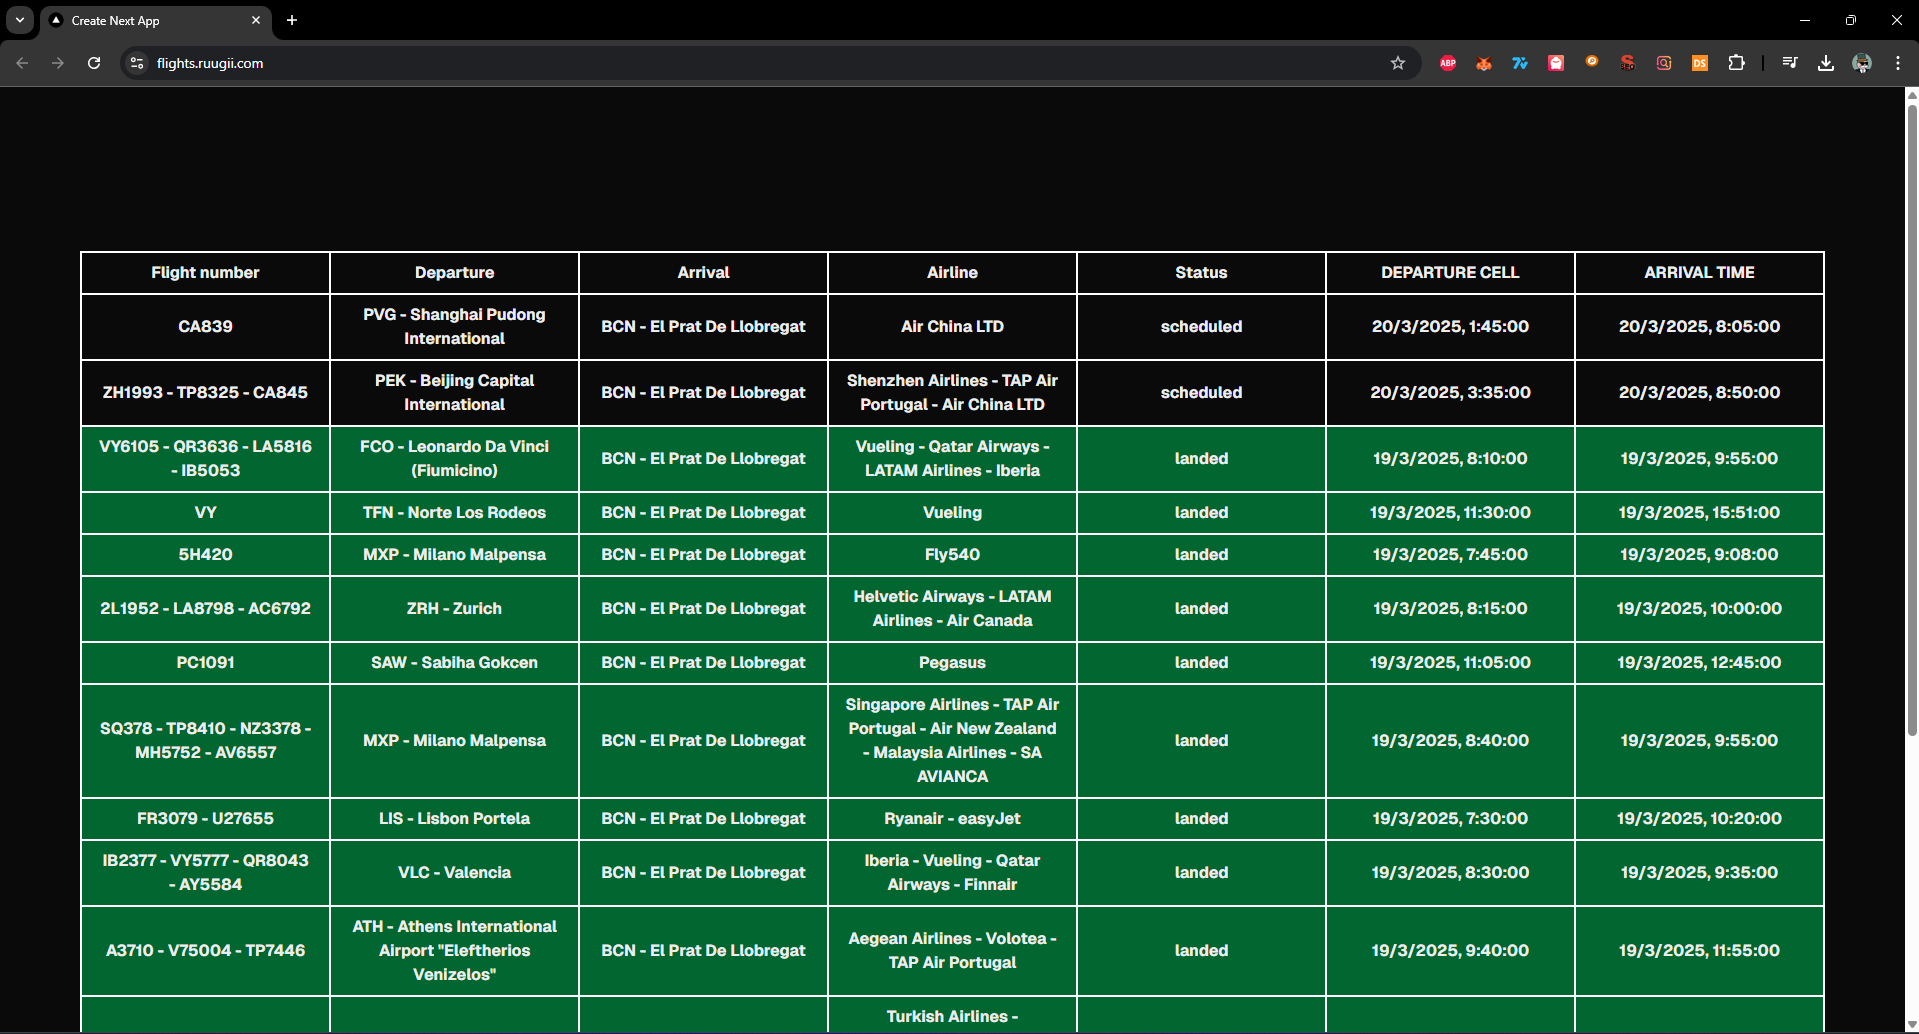 Create Next App
flights.ruugii.com
ABP
SEO
DS
Flight number Departure Arrival Airline Status DEPARTURE CELL ARRIVAL TIME
CA839 PVG - Shanghai Pudong International BCN - El Prat De Llobregat Air China LTD scheduled 20/3/2025, 1:45:00 20/3/2025, 8:05:00
ZH1993 - TP8325 - CA845 PEK - Beijing Capital International BCN - El Prat De Llobregat Shenzhen Airlines - TAP Air Portugal - Air China LTD scheduled 20/3/2025, 3:35:00 20/3/2025, 8:50:00
VY6105 - QR3636 - LA5816 - IB5053 FCO - Leonardo Da Vinci (Fiumicino) BCN - El Prat De Llobregat Vueling - Qatar Airways - LATAM Airlines - Iberia landed 19/3/2025, 8:10:00 19/3/2025, 9:55:00
VY TFN - Norte Los Rodeos BCN - El Prat De Llobregat Vueling landed 19/3/2025, 11:30:00 19/3/2025, 15:51:00
5H420 MXP - Milano Malpensa BCN - El Prat De Llobregat Fly540 landed 19/3/2025, 7:45:00 19/3/2025, 9:08:00
2L1952 - LA8798 - AC6792 ZRH - Zurich BCN - El Prat De Llobregat Helvetic Airways - LATAM Airlines - Air Canada landed 19/3/2025, 8:15:00 19/3/2025, 10:00:00
PC1091 SAW - Sabiha Gokcen BCN - El Prat De Llobregat Pegasus landed 19/3/2025, 11:05:00 19/3/2025, 12:45:00
SQ378 - TP8410 - NZ3378 - MH5752 - AV6557 MXP - Milano Malpensa BCN - El Prat De Llobregat Singapore Airlines - TAP Air Portugal - Air New Zealand - Malaysia Airlines - SA AVIANCA landed 19/3/2025, 8:40:00 19/3/2025, 9:55:00
FR3079 - U27655 LIS - Lisbon Portela BCN - El Prat De Llobregat Ryanair - easyJet landed 19/3/2025, 7:30:00 19/3/2025, 10:20:00
IB2377 - VY5777 - QR8043 - AY5584 VLC - Valencia BCN - El Prat De Llobregat Iberia - Vueling - Qatar Airways - Finnair landed 19/3/2025, 8:30:00 19/3/2025, 9:35:00
A3710 - V75004 - TP7446 ATH - Athens International Airport "Eleftherios Venizelos" BCN - El Prat De Llobregat Aegean Airlines - Volotea - TAP Air Portugal landed 19/3/2025, 9:40:00 19/3/2025, 11:55:00
Turkish Airlines -